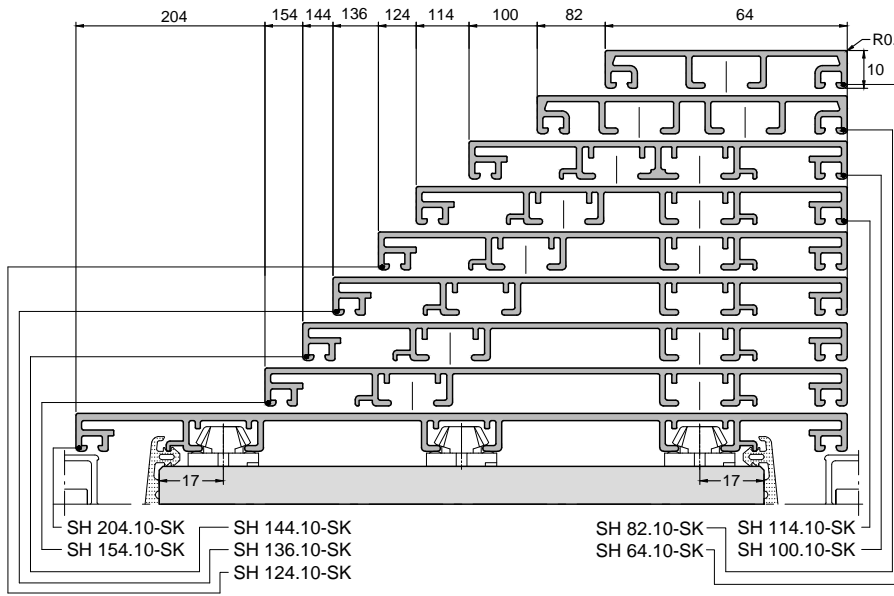 204 154 144 136 124 114 100 82 64
R0.
10
17 17
SH 204.10-SK SH 144.10-SK SH 82.10-SK SH 114.10-SK
SH 154.10-SK SH 136.10-SK SH 64.10-SK SH 100.10-SK
SH 124.10-SK